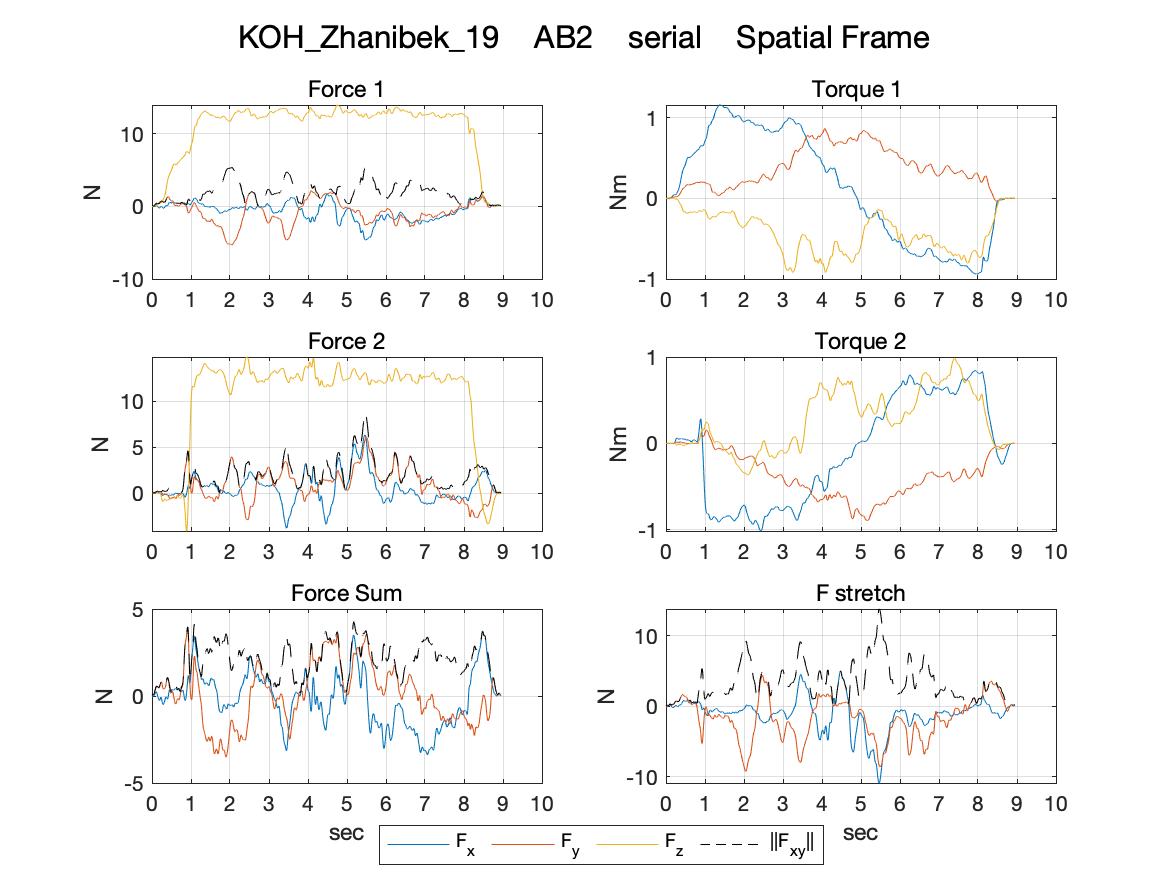 KOH_Zhanibek_19 AB2 serial Spatial Frame
Force 1
N
10
0
-10
0 1 2 3 4 5 6 7 8 9 10
Torque 1
Nm
1
0
-1
0 1 2 3 4 5 6 7 8 9 10
Force 2
N
10
5
0
0 1 2 3 4 5 6 7 8 9 10
Torque 2
Nm
1
0
-1
0 1 2 3 4 5 6 7 8 9 10
Force Sum
N
5
0
-5
0 1 2 3 4 5 6 7 8 9 10
sec
F stretch
N
10
0
-10
0 1 2 3 4 5 6 7 8 9 10
sec
Fx Fy Fz ||Fxy||